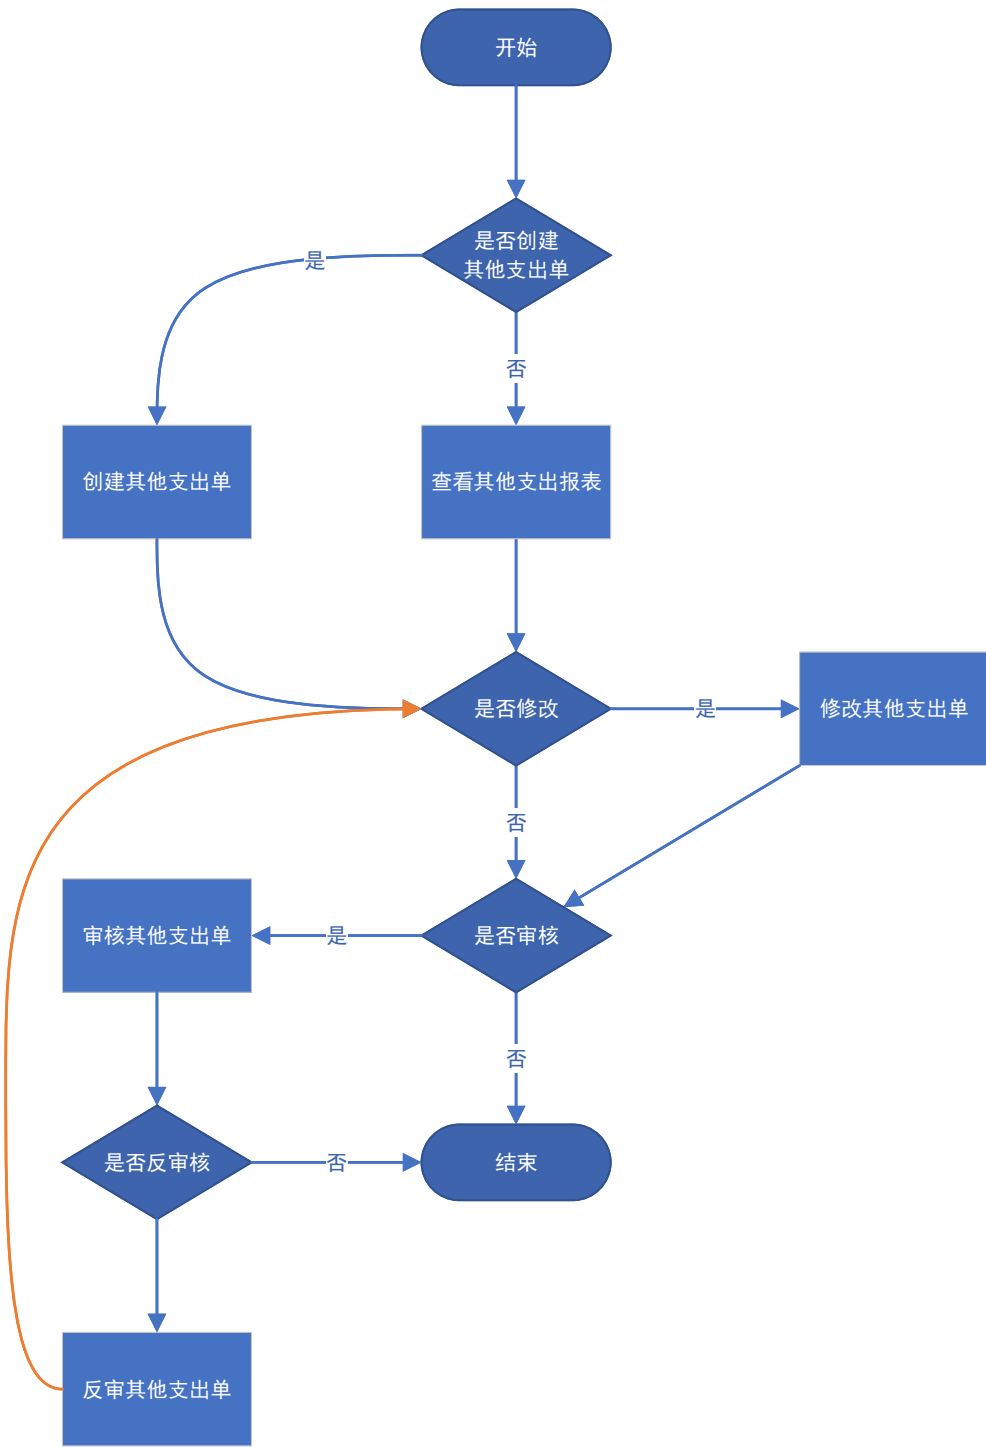 开始
是否创建
其他支出单
是
否
创建其他支出单
查看其他支出报表
是否修改
是
修改其他支出单
否
审核其他支出单
是
是否审核
否
是否反审核
否
结束
反审其他支出单